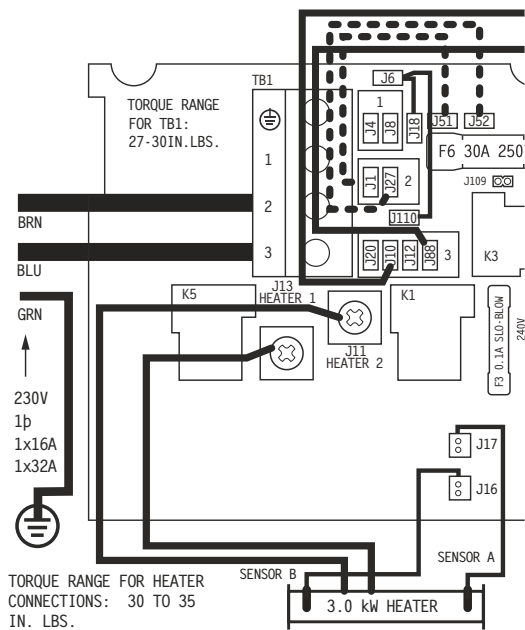 TB1
TORQUE RANGE
FOR TB1:
27-30IN.LBS.
J6
1
J4
J8
J18
J51
J52
F6 30A 250
1
J1
J27
2
J109
J110
2
BRN
J20
J10
J12
J88
3
K3
3
BLU
J13
HEATER 1
K5
K1
GRN
J11
HEATER 2
F3 0.1A SLO-BLOW
240V
230V
1þ
1x16A
1x32A
J17
J16
SENSOR A
SENSOR B
TORQUE RANGE FOR HEATER
CONNECTIONS: 30 TO 35
IN. LBS.
3.0 kW HEATER